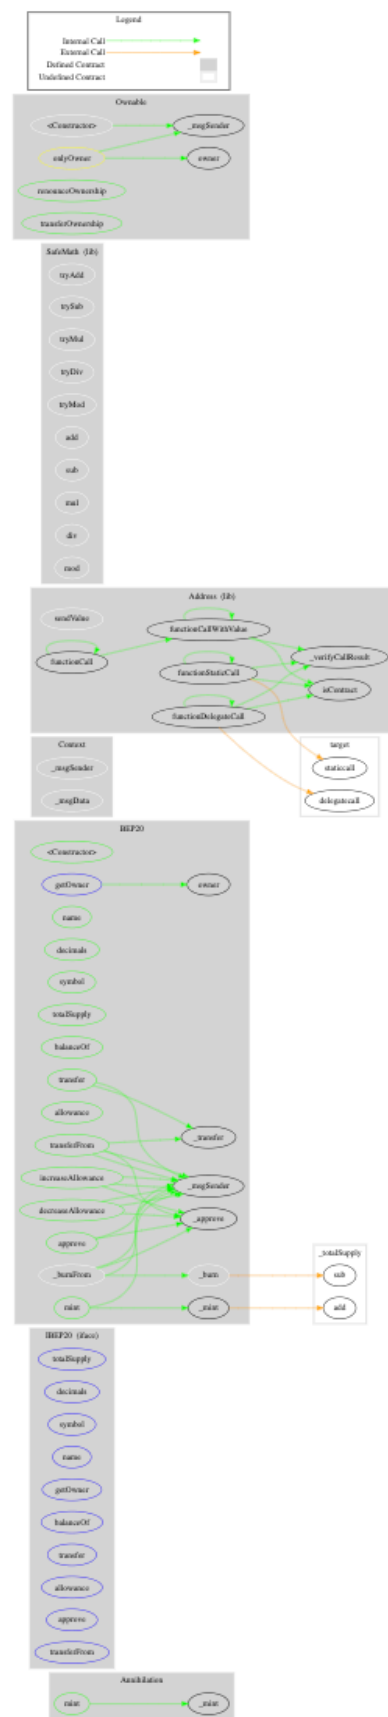 Legend
Internal Call
External Call
Defined Contract
Undefined Contract
Ownable
<Constructor>
_msgSender
onlyOwner
owner
renounceOwnership
transferOwnership
SafeMath (lib)
tryAdd
trySub
tryMul
tryDiv
tryMod
add
sub
mul
div
mod
Address (lib)
sendValue
functionCallWithValue
functionCall
_verifyCallResult
functionStaticCall
isContract
functionDelegateCall
Context
target
_msgSender
staticcall
_msgData
delegatecall
BEP20
<Constructor>
getOwner
owner
name
decimals
symbol
totalSupply
balanceOf
transfer
allowance
_transfer
transferFrom
increaseAllowance
_msgSender
decreaseAllowance
_approve
approve
_totalSupply
_burnFrom
_burn
sub
mint
_mint
add
IBEP20 (iface)
totalSupply
decimals
symbol
name
getOwner
balanceOf
transfer
allowance
approve
transferFrom
Annihilation
mint
_mint